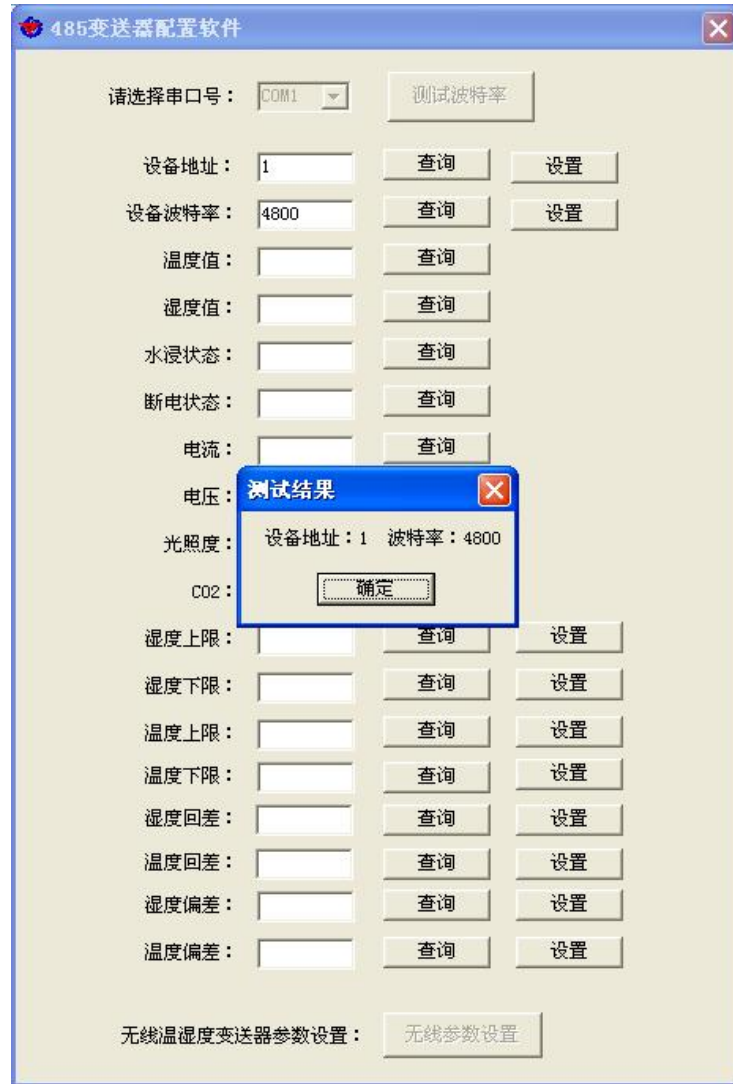 485变送器配置软件
请选择串口号： COM1 测试波特率
设备地址： 1 查询 设置
设备波特率： 4800 查询 设置
温度值： 查询
湿度值： 查询
水浸状态： 查询
断电状态： 查询
电流： 查询
电压：
测试结果
光照度：
设备地址：1 波特率：4800
CO2：
确定
湿度上限： 查询 设置
湿度下限： 查询 设置
温度上限： 查询 设置
温度下限： 查询 设置
湿度回差： 查询 设置
温度回差： 查询 设置
湿度偏差： 查询 设置
温度偏差： 查询 设置
无线温湿度变送器参数设置： 无线参数设置